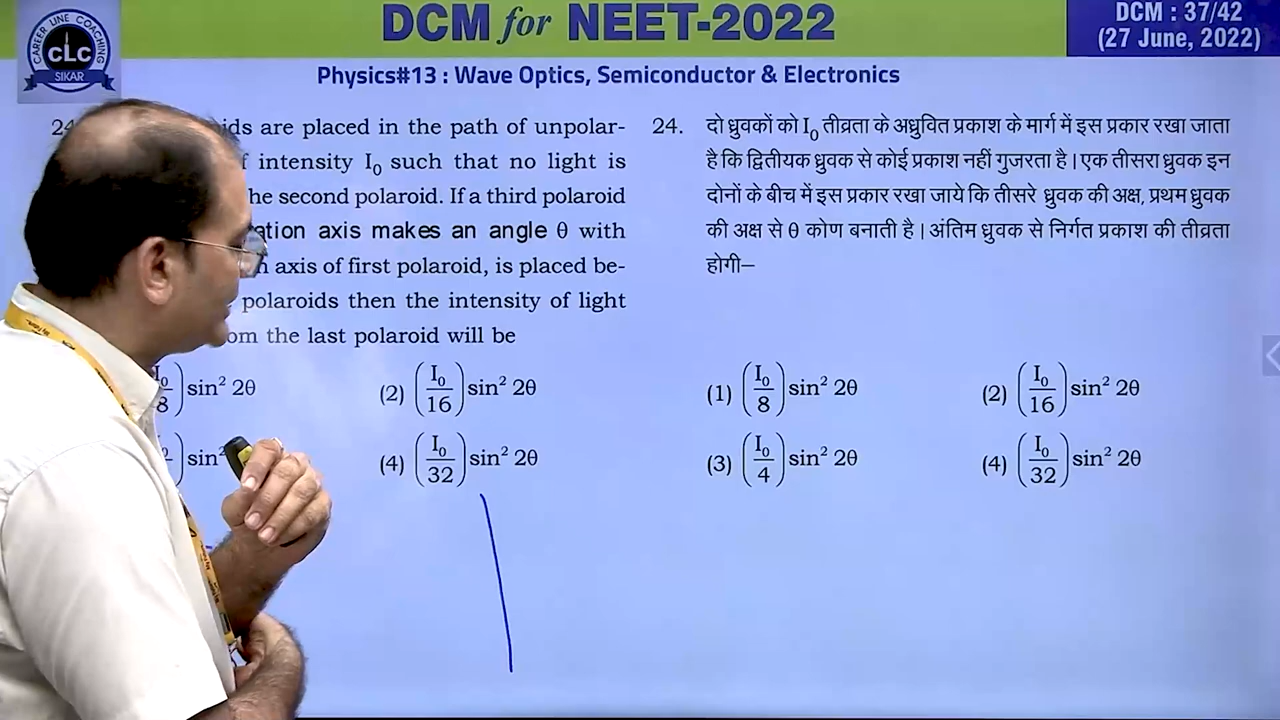 DCM for NEET-2022
DCM : 37/42
(27 June, 2022)
CAREER LINE COACHING
CLC
SIKAR
Physics#13 : Wave Optics, Semiconductor & Electronics
are placed in the path of unpolar-
intensity I₀ such that no light is
the second polaroid. If a third polaroid
axis makes an angle θ with
axis of first polaroid, is placed be-
polaroids then the intensity of light
the last polaroid will be
8) sin² 2θ (2) (I₀/16) sin² 2θ
(4) (I₀/32) sin² 2θ
24. दो ध्रुवकों को I₀ तीव्रता के अध्रुवित प्रकाश के मार्ग में इस प्रकार रखा जाता
है कि द्वितीयक ध्रुवक से कोई प्रकाश नहीं गुजरता है। एक तीसरा ध्रुवक इन
दोनों के बीच में इस प्रकार रखा जाये कि तीसरे ध्रुवक की अक्ष, प्रथम ध्रुवक
की अक्ष से θ कोण बनाती है। अंतिम ध्रुवक से निर्गत प्रकाश की तीव्रता
होगी–
(1) (I₀/8) sin² 2θ (2) (I₀/16) sin² 2θ
(3) (I₀/4) sin² 2θ (4) (I₀/32) sin² 2θ